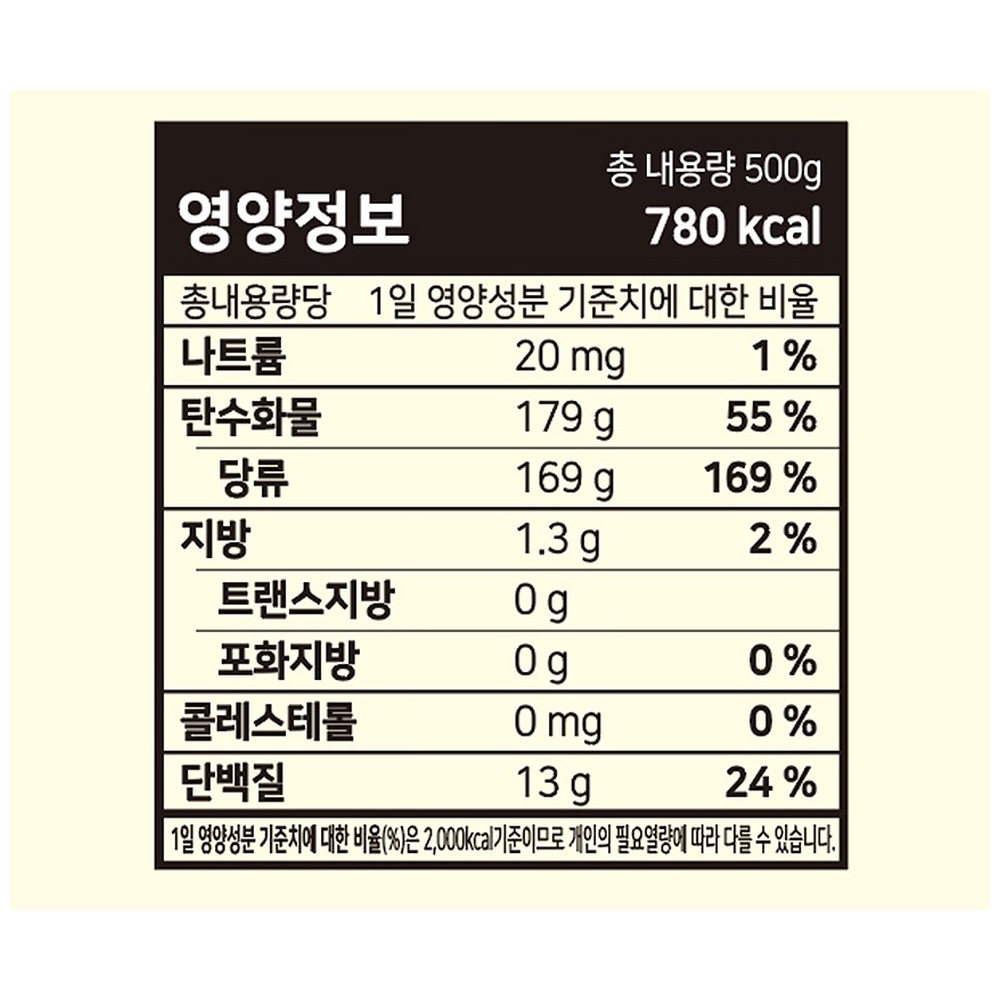 영양정보
총 내용량 500g
780 kcal
총내용량당 1일 영양성분 기준치에 대한 비율
나트륨 20 mg 1 %
탄수화물 179 g 55 %
당류 169 g 169 %
지방 1.3 g 2 %
트랜스지방 0 g
포화지방 0 g 0 %
콜레스테롤 0 mg 0 %
단백질 13 g 24 %
1일 영양성분 기준치에 대한 비율(%)은 2,000kcal기준이므로 개인의 필요열량에 따라 다를 수 있습니다.